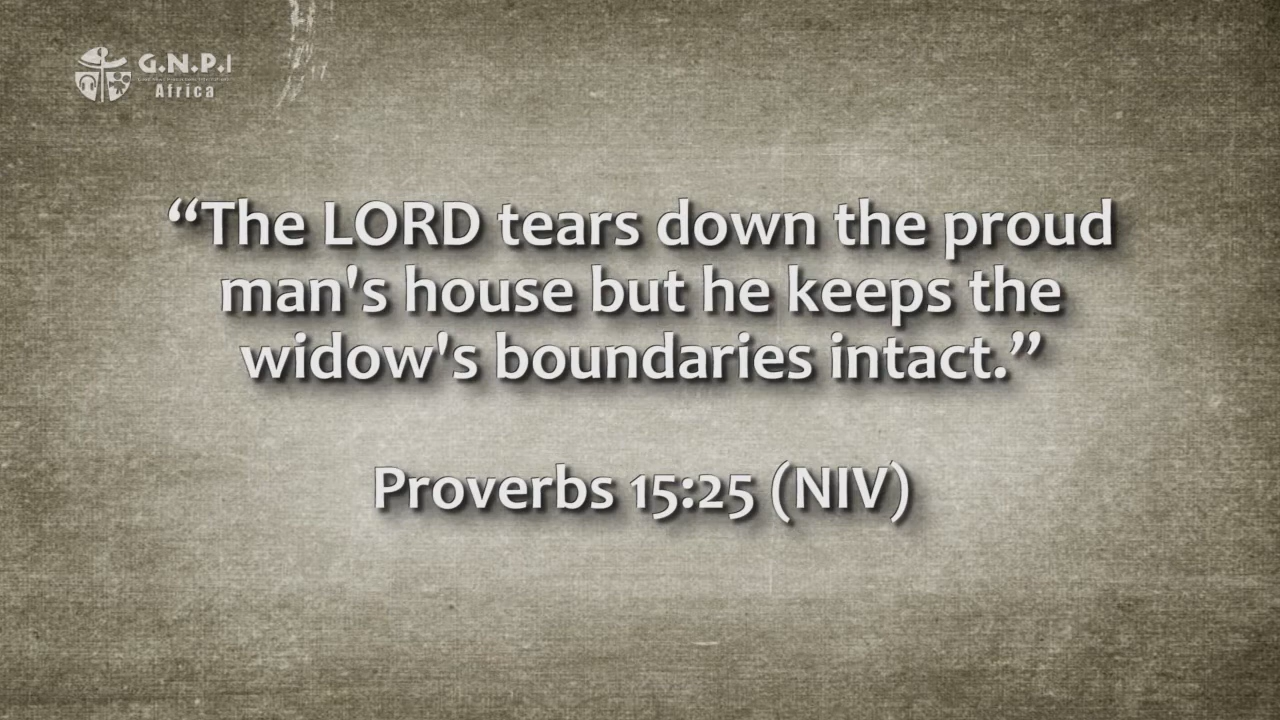 G.N.P.I
Africa
“The LORD tears down the proud
man's house but he keeps the
widow's boundaries intact.”
Proverbs 15:25 (NIV)